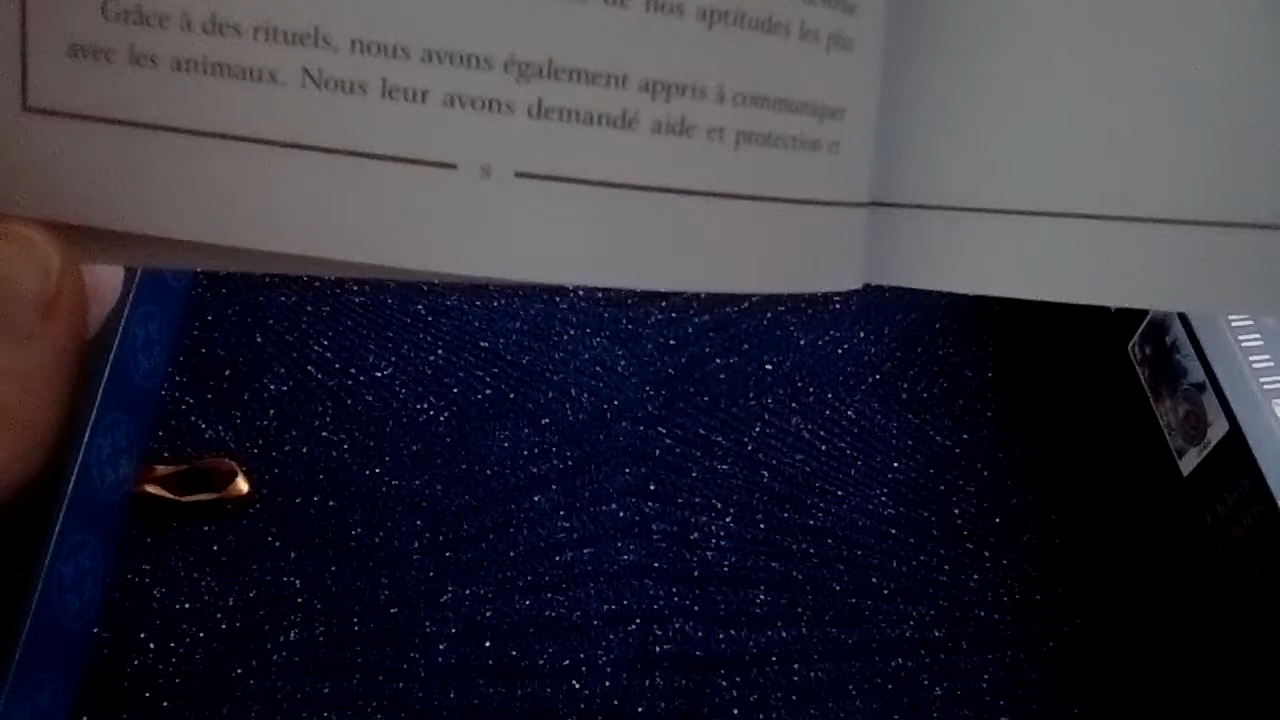 de nos aptitudes les plus
Grâce à des rituels, nous avons également appris à communiquer
avec les animaux. Nous leur avons demandé aide et protection et
8